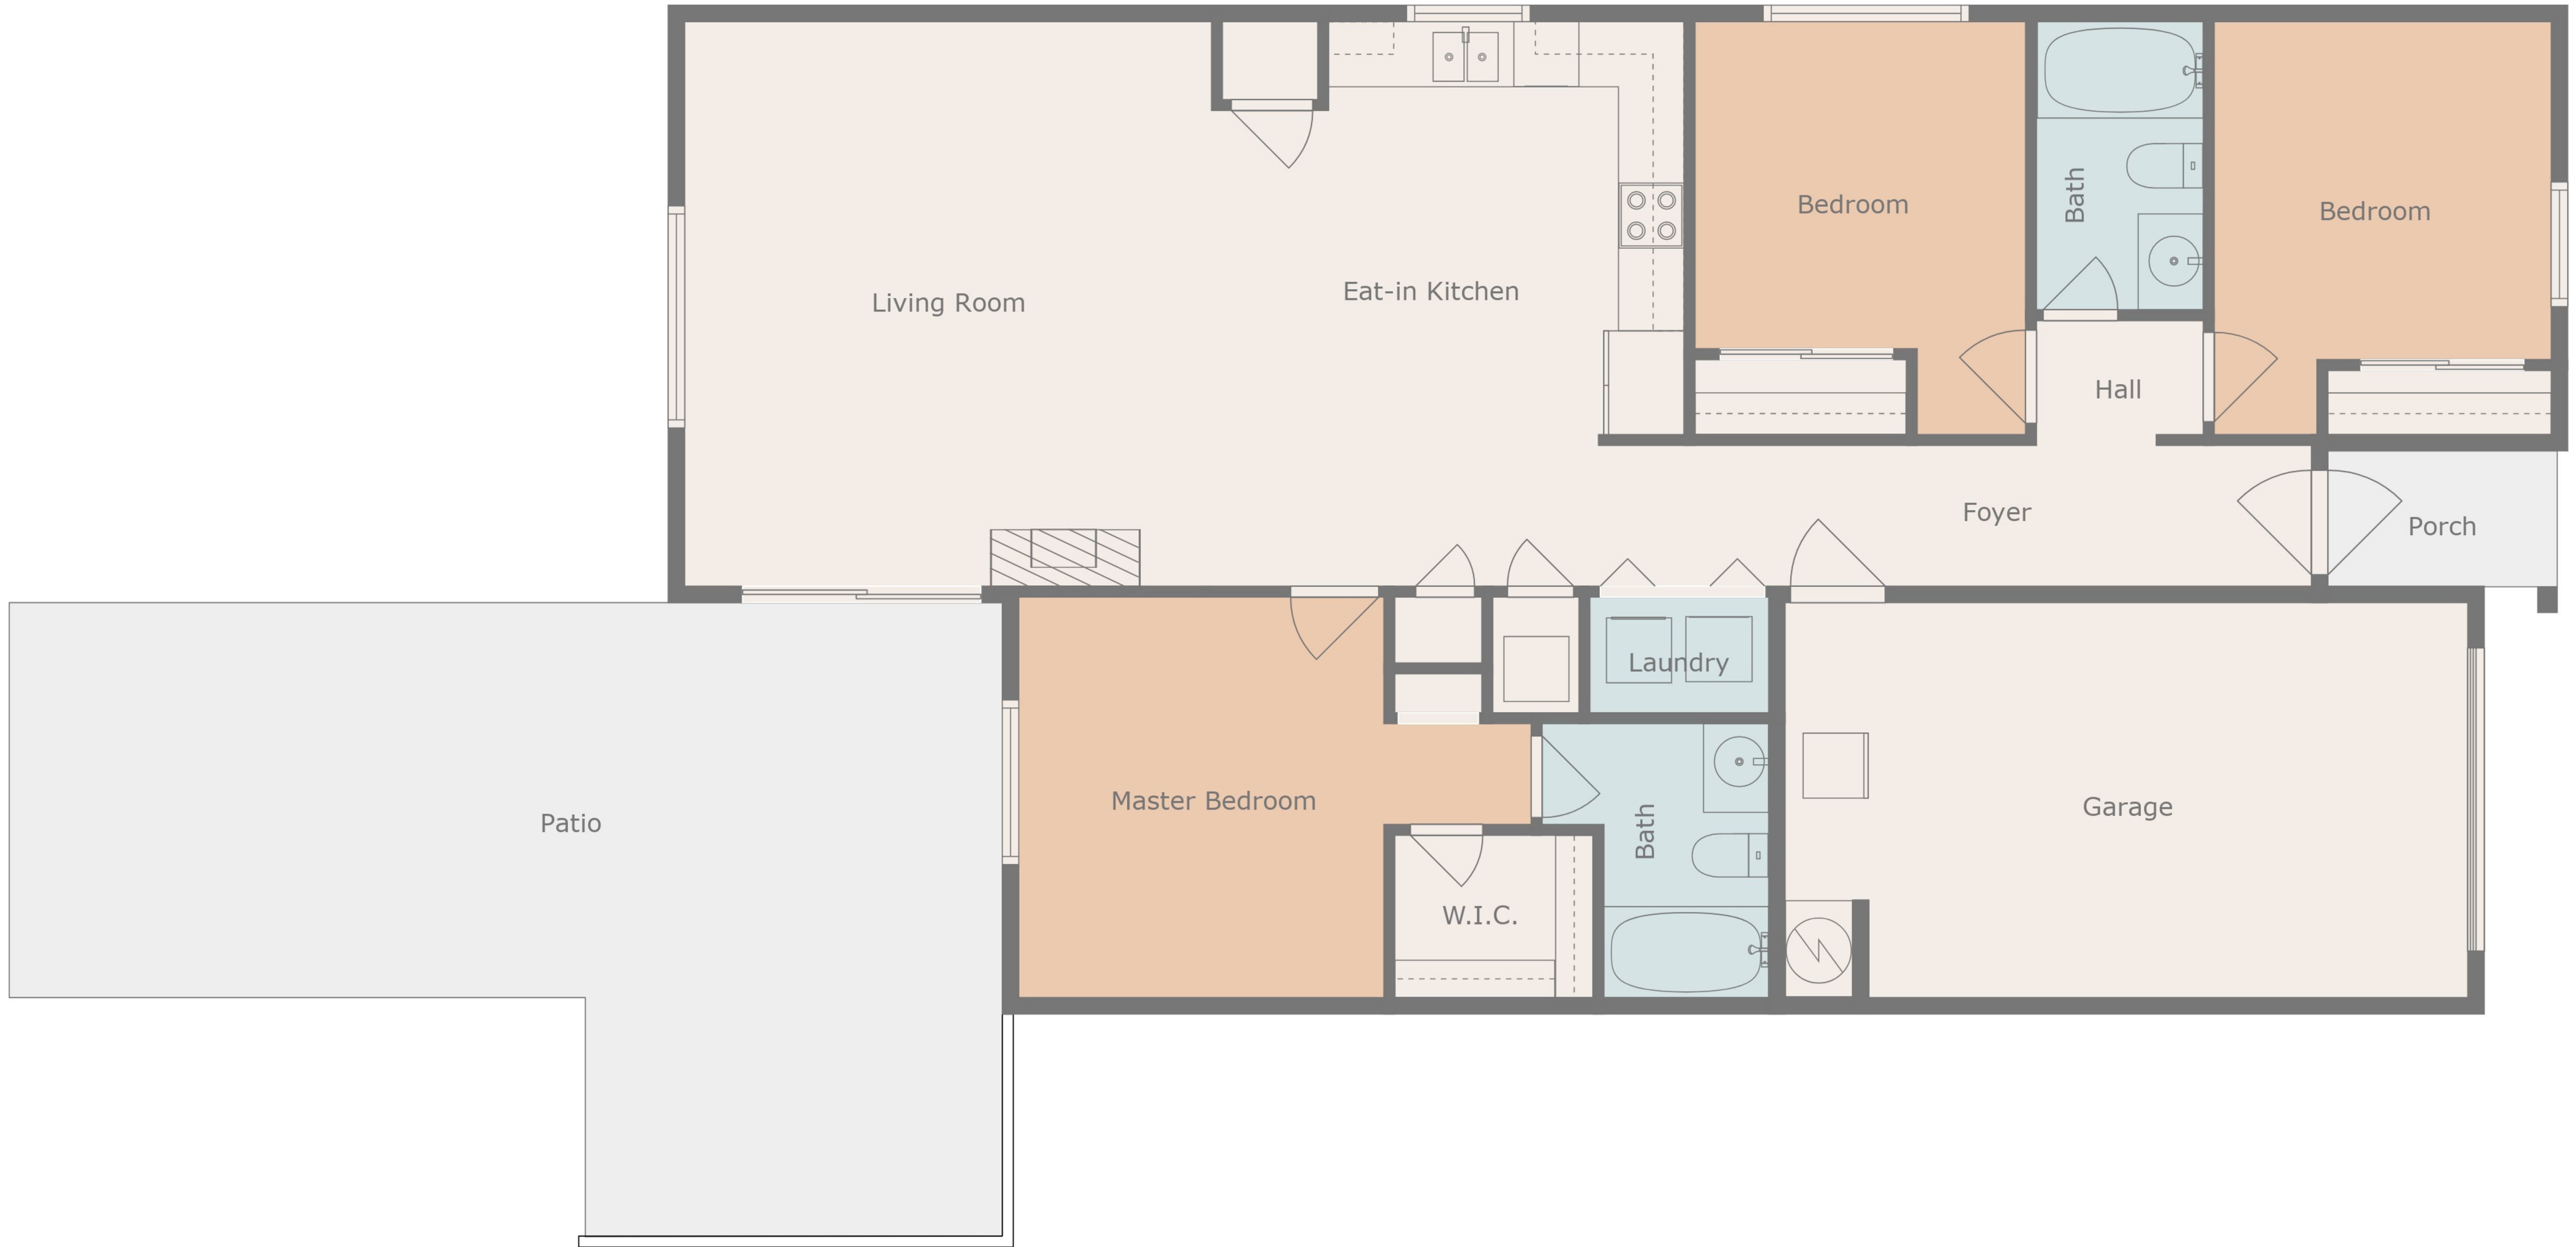 Bedroom
Bath
Bedroom
Living Room
Eat-in Kitchen
Hall
Foyer
Porch
Laundry
Patio
Master Bedroom
Bath
Garage
W.I.C.